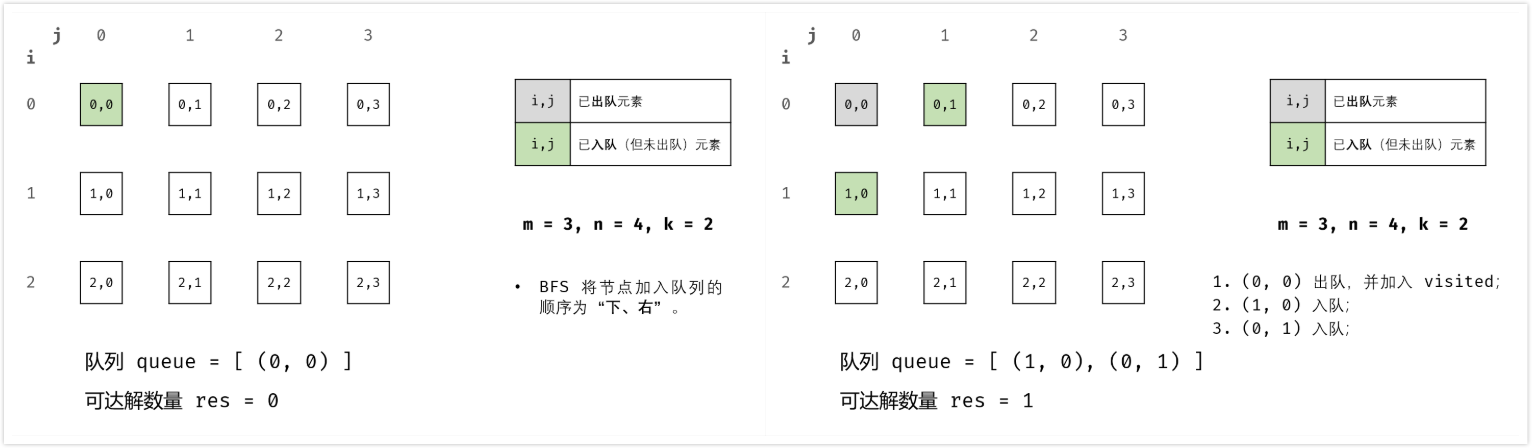 j 0 1 2 3
i
0 0,0 0,1 0,2 0,3
1 1,0 1,1 1,2 1,3
2 2,0 2,1 2,2 2,3
i,j 已出队元素
i,j 已入队（但未出队）元素
m = 3, n = 4, k = 2
• BFS 将节点加入队列的
顺序为 “下、右” 。
队列 queue = [ (0, 0) ]
可达解数量 res = 0
j 0 1 2 3
i
0 0,0 0,1 0,2 0,3
1 1,0 1,1 1,2 1,3
2 2,0 2,1 2,2 2,3
i,j 已出队元素
i,j 已入队（但未出队）元素
m = 3, n = 4, k = 2
1. (0, 0) 出队，并加入 visited；
2. (1, 0) 入队；
3. (0, 1) 入队；
队列 queue = [ (1, 0), (0, 1) ]
可达解数量 res = 1